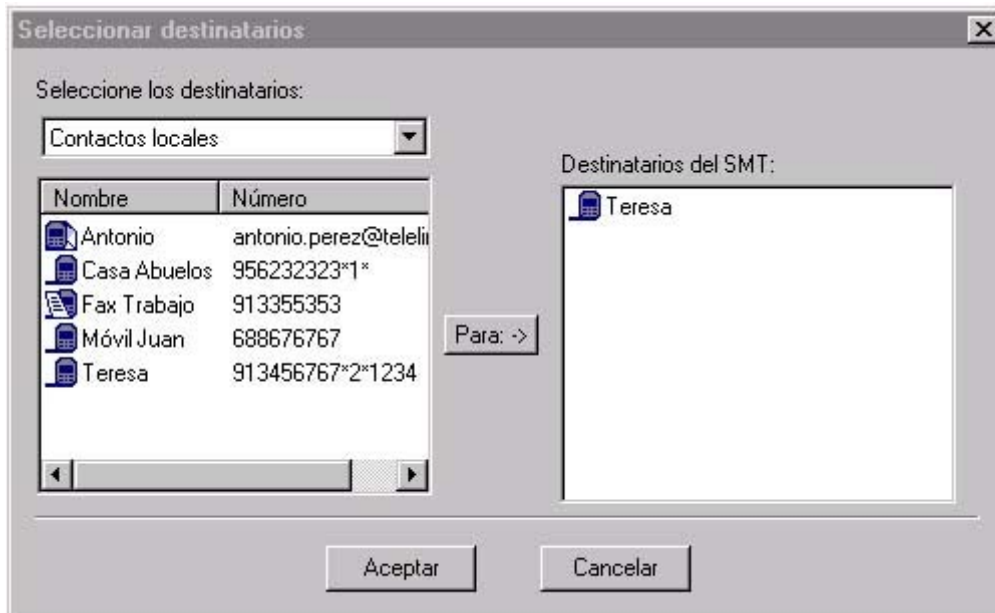 Seleccionar destinatarios
Seleccione los destinatarios:
Contactos locales
Nombre Número
Antonio antonio.perez@teleli
Casa Abuelos 956232323*1*
Fax Trabajo 913355353
Móvil Juan 688676767
Teresa 913456767*2*1234
Para: ->
Destinatarios del SMT:
Teresa
Aceptar Cancelar